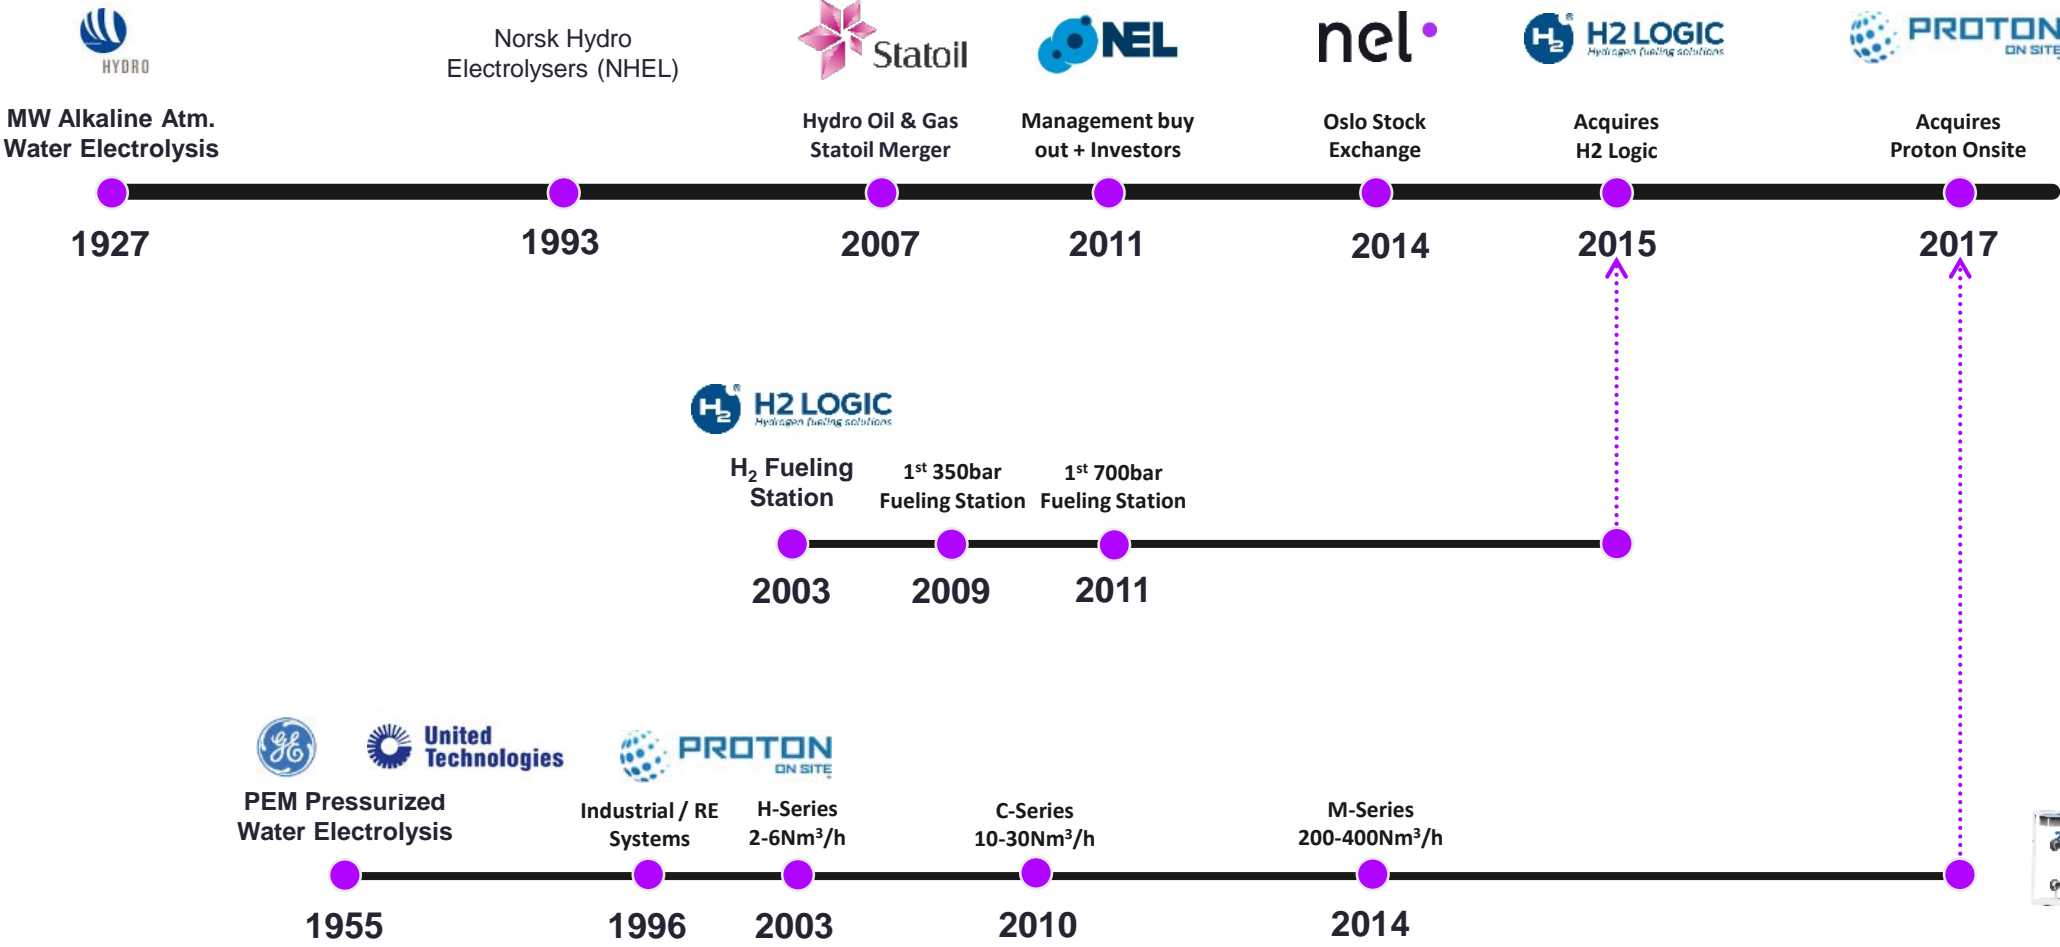 HYDRO
Norsk Hydro
Electrolysers (NHEL)
Statoil
NEL
nel
H2 H2 LOGIC
Hydrogen fueling solutions
PROTON
ON SITE
MW Alkaline Atm.
Water Electrolysis
Hydro Oil & Gas
Statoil Merger
Management buy
out + Investors
Oslo Stock
Exchange
Acquires
H2 Logic
Acquires
Proton Onsite
1927
1993
2007
2011
2014
2015
2017
H2® H2 LOGIC
Hydrogen fueling solutions
H₂ Fueling
Station
1st 350bar
Fueling Station
1st 700bar
Fueling Station
2003
2009
2011
GE
United
Technologies
PROTON
ON SITE
PEM Pressurized
Water Electrolysis
Industrial / RE
Systems
H-Series
2-6Nm³/h
C-Series
10-30Nm³/h
M-Series
200-400Nm³/h
1955
1996
2003
2010
2014